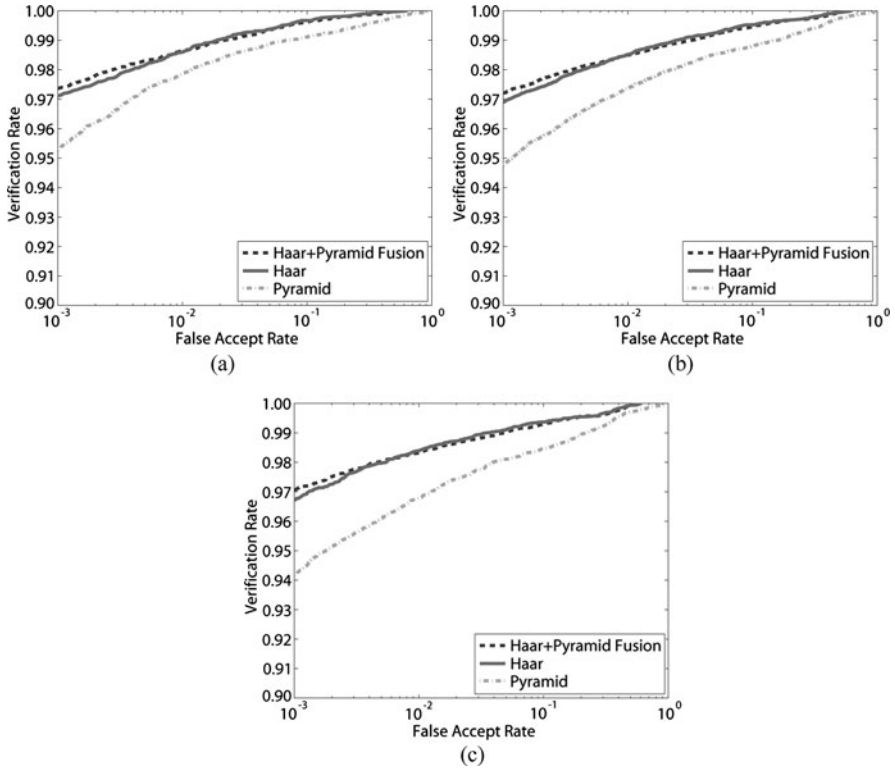 1.00
0.99
0.98
0.97
0.96
0.95
0.94
0.93
0.92
0.91
0.90
Verification Rate
Haar+Pyramid Fusion
Haar
Pyramid
10⁻³ 10⁻² 10⁻¹ 10⁰
False Accept Rate
(a)
1.00
0.99
0.98
0.97
0.96
0.95
0.94
0.93
0.92
0.91
0.90
Verification Rate
Haar+Pyramid Fusion
Haar
Pyramid
10⁻³ 10⁻² 10⁻¹ 10⁰
False Accept Rate
(b)
1.00
0.99
0.98
0.97
0.96
0.95
0.94
0.93
0.92
0.91
0.90
Verification Rate
Haar+Pyramid Fusion
Haar
Pyramid
10⁻³ 10⁻² 10⁻¹ 10⁰
False Accept Rate
(c)